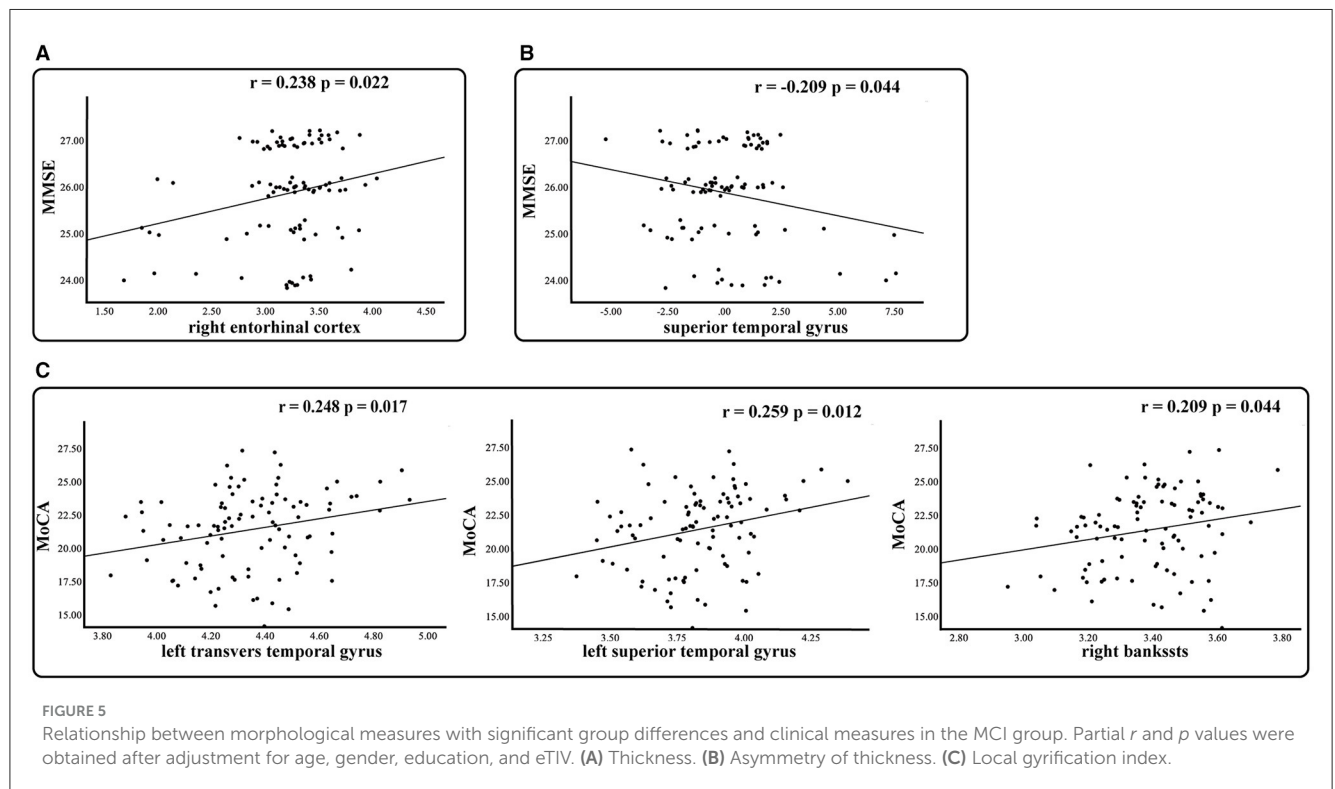 A
r = 0.238 p = 0.022
MMSE
27.00
26.00
25.00
24.00
1.50 2.00 2.50 3.00 3.50 4.00 4.50
right entorhinal cortex
B
r = -0.209 p = 0.044
MMSE
27.00
26.00
25.00
24.00
-5.00 -2.50 .00 2.50 5.00 7.50
superior temporal gyrus
C
r = 0.248 p = 0.017
MoCA
27.50
25.00
22.50
20.00
17.50
15.00
3.80 4.00 4.20 4.40 4.60 4.80 5.00
left transvers temporal gyrus
r = 0.259 p = 0.012
MoCA
27.50
25.00
22.50
20.00
17.50
15.00
3.25 3.50 3.75 4.00 4.25
left superior temporal gyrus
r = 0.209 p = 0.044
MoCA
27.50
25.00
22.50
20.00
17.50
15.00
2.80 3.00 3.20 3.40 3.60 3.80
right bankssts
FIGURE 5
Relationship between morphological measures with significant group differences and clinical measures in the MCI group. Partial r and p values were
obtained after adjustment for age, gender, education, and eTIV. (A) Thickness. (B) Asymmetry of thickness. (C) Local gyrification index.